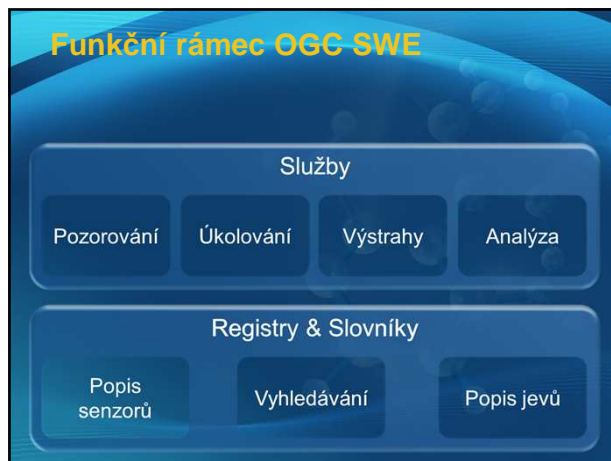 Funkční rámec OGC SWE
Služby
Pozorování
Úkolování
Výstrahy
Analýza
Registry & Slovníky
Popis
senzorů
Vyhledávání
Popis jevů